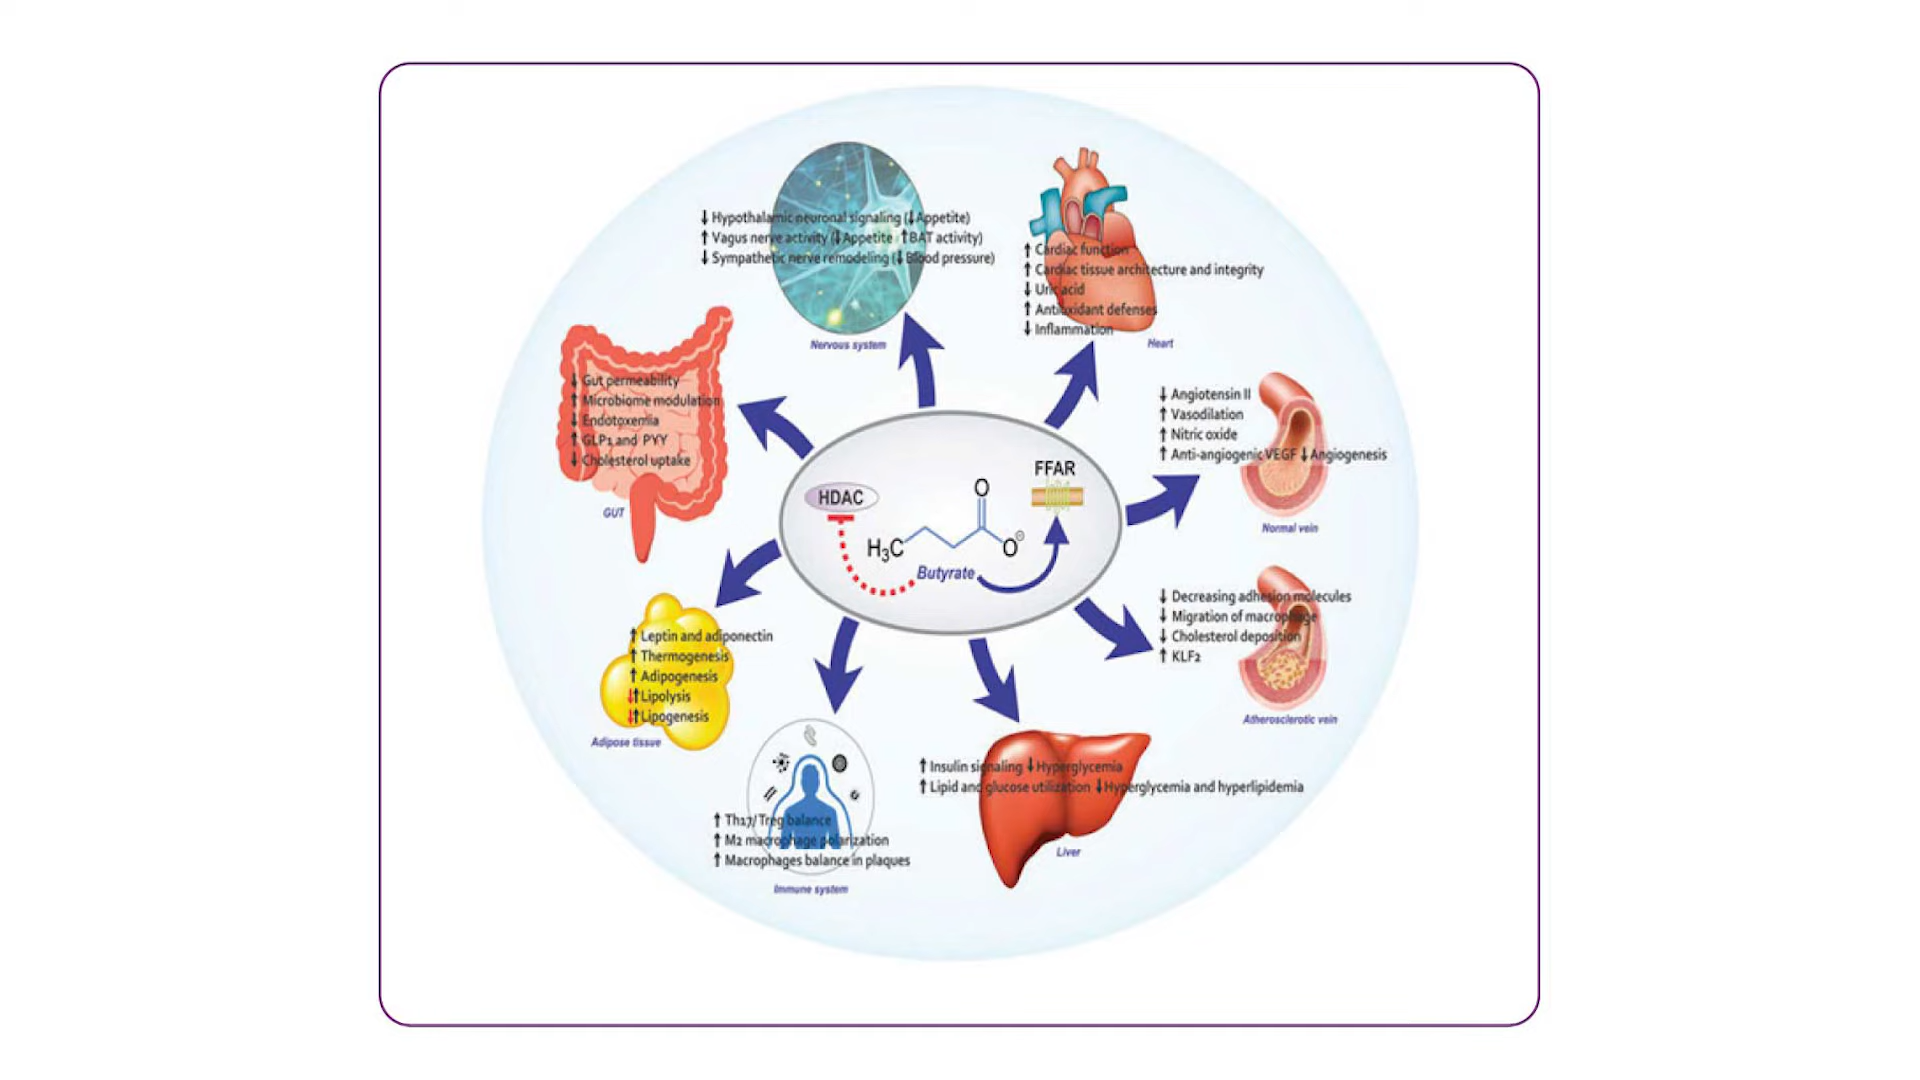 ↓ Hypothalamic neuronal signaling (↓Appetite)
↑ Vagus nerve activity (↓Appetite ↑BAT activity)
↓ Sympathetic nerve remodeling (↓Blood pressure)
Nervous system
↑ Cardiac function
↑ Cardiac tissue architecture and integrity
↓ Uric acid
↑ Antioxidant defenses
↓ Inflammation
Heart
↓ Gut permeability
↑ Microbiome modulation
↓ Endotoxemia
↑ GLP1 and PYY
↓ Cholesterol uptake
GUT
↓ Angiotensin II
↑ Vasodilation
↑ Nitric oxide
↑ Anti-angiogenic VEGF ↓Angiogenesis
Normal vein
HDAC
FFAR
O
H3C
O⊖
Butyrate
↓ Decreasing adhesion molecules
↓ Migration of macrophage
↓ Cholesterol deposition
↑ KLF2
Atherosclerotic vein
↑ Leptin and adiponectin
↑ Thermogenesis
↑ Adipogenesis
↓↑Lipolysis
↓↑Lipogenesis
Adipose tissue
↑ Th17/Treg balance
↑ M2 macrophage polarization
↑ Macrophages balance in plaques
Immune system
↑ Insulin signaling ↓Hyperglycemia
↑ Lipid and glucose utilization ↓Hyperglycemia and hyperlipidemia
Liver